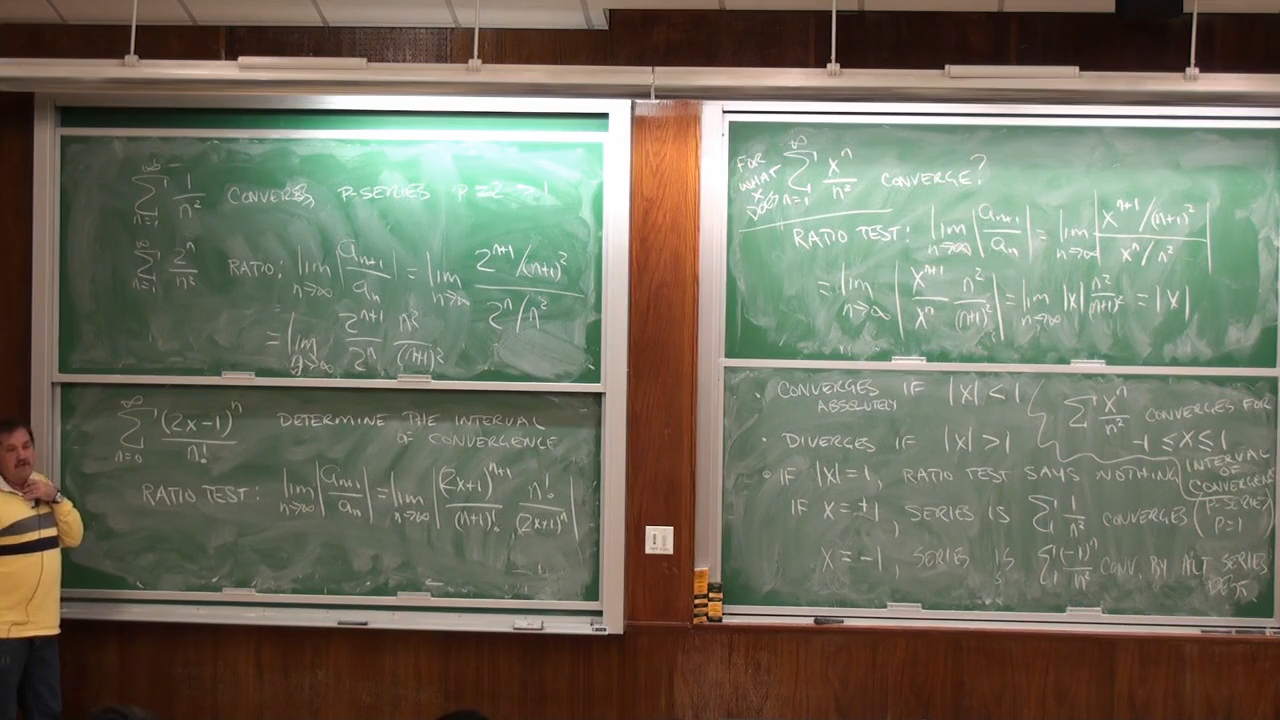 ∞∑n=1 1/n² CONVERGES, P-SERIES P=2 >1
∞∑n=1 2ⁿ/n² RATIO: lim n→∞ |aₙ₊₁/aₙ| = lim n→∞ (2ⁿ⁺¹/(n+1)²)/(2ⁿ/n²)
= lim n→∞ 2ⁿ⁺¹/2ⁿ n²/(n+1)²
∞∑n=0 (2x-1)ⁿ/n! DETERMINE THE INTERVAL
OF CONVERGENCE
RATIO TEST: lim n→∞ |aₙ₊₁/aₙ| = lim n→∞ |(2x+1)ⁿ⁺¹/(n+1)! n!/(2x+1)ⁿ|
FOR WHAT X DOES ∞∑n=1 xⁿ/n² CONVERGE?
RATIO TEST: lim n→∞ |aₙ₊₁/aₙ| = lim n→∞ |(xⁿ⁺¹/(n+1)²)/(xⁿ/n²)|
= lim n→∞ |xⁿ⁺¹/xⁿ n²/(n+1)²| = lim n→∞ |x| n²/(n+1)² = |x|
• CONVERGES IF |x| < 1
ABSOLUTELY
∑ xⁿ/n² CONVERGES FOR
-1 ≤ x ≤ 1
INTERVAL
OF
CONVERGENCE
• DIVERGES IF |x| > 1
• IF |x| = 1, RATIO TEST SAYS NOTHING
IF X = ±1, SERIES IS ∑ 1/n² CONVERGES (P-SERIES P=1)
X = -1, SERIES IS ∑ (-1)ⁿ/n² CONV. BY ALT SERIES